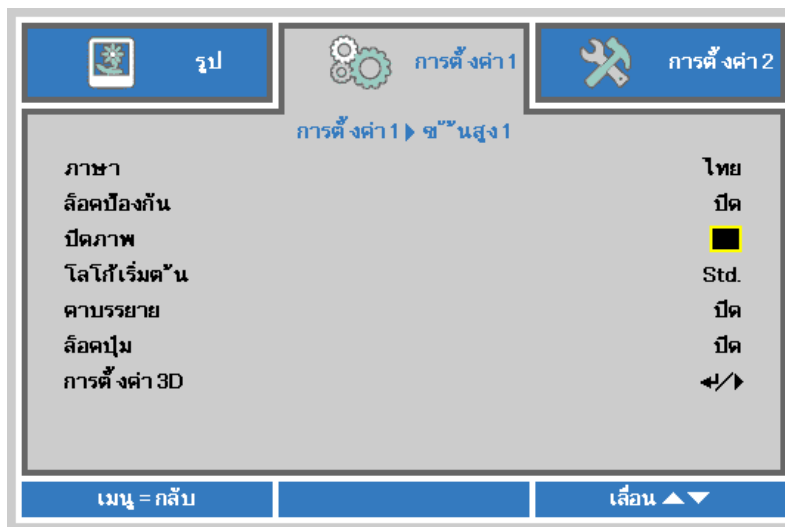 รูป
การตั้งค่า 1
การตั้งค่า 2
การตั้งค่า 1 ▶ ขั้นสูง 1
ภาษา ไทย
ล็อคป้องกัน ปิด
ปิดภาพ
โลโก้เริ่มต้น Std.
คาบรรยาย ปิด
ล็อคปุ่ม ปิด
การตั้งค่า 3D ↵/▶
เมนู = กลับ
เลื่อน ▲▼